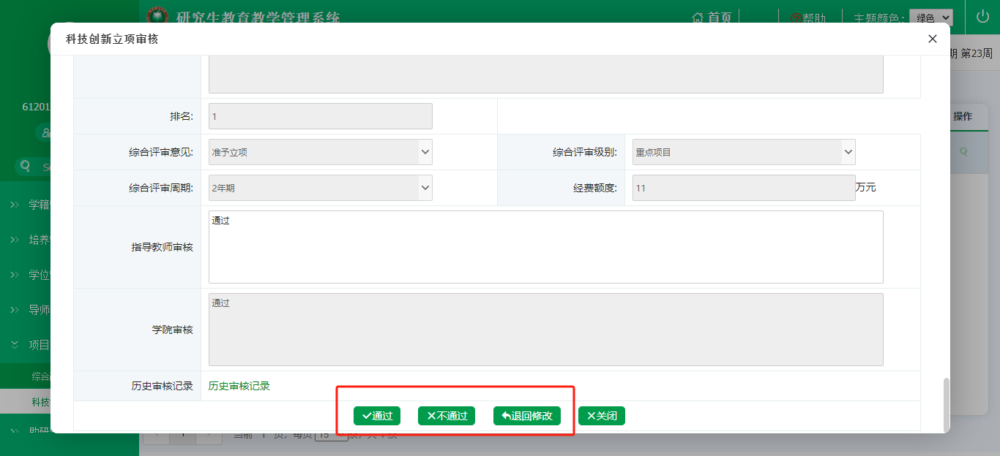 研究生教育教学管理系统 首页 帮助 主题颜色: 绿色
科技创新立项审核
期 第23周
61201
操作
排名: 1
综合评审意见: 准予立项 综合评审级别: 重点项目
综合评审周期: 2年期 经费额度: 11 万元
学籍
培养
学位
导师
项目
综合
科技
助研
指导教师审核 通过
学院审核 通过
历史审核记录 历史审核记录
通过 不通过 退回修改 关闭
当前 1 页，每页 15 条，共 1 条